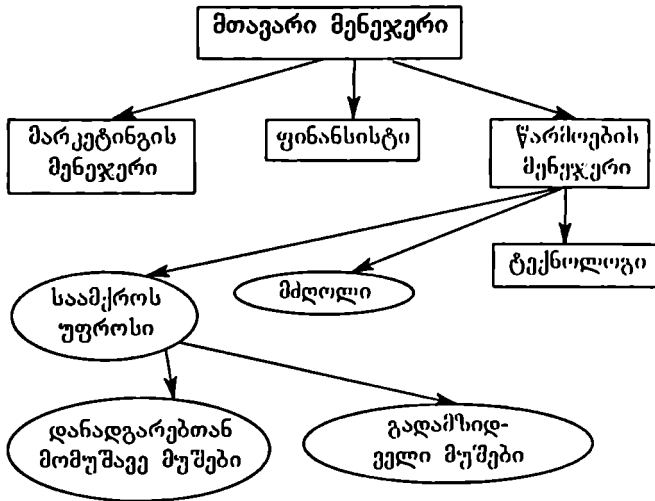 მთავარი მენეჯერი
მარკეტინგის
მენეჯერი
ფინანსისტი
წარმოების
მენეჯერი
ტექნოლოგი
მძღოლი
საამქროს
უფროსი
დანადგარებთან
მომუშავე მუშები
გადამზიდ-
ველი მუშები